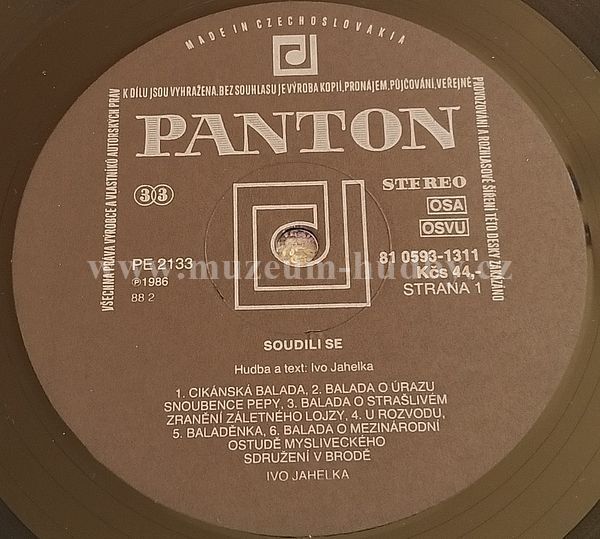 MADE IN CZECHOSLOVAKIA
VŠECHNA PRÁVA VÝROBCE A VLASTNÍKŮ AUTORSKÝCH PRÁV
K DÍLU JSOU VYHRAŽENA. BEZ SOUHLASU JE VÝROBA KOPIÍ, PRONÁJEM, PŮJČOVÁNÍ, VEŘEJNÉ
PROVOZOVÁNÍ A ROZHLASOVÉ ŠÍŘENÍ TÉTO DESKY ZAKÁZÁNO
PANTON
33
STEREO
OSA
OSVU
PE 2133
℗1986
88 2
81 0593-1311
Kčs 44,-
STRANA 1
www.muzeum-hudby.cz
SOUDILI SE
Hudba a text: Ivo Jahelka
1. CIKÁNSKÁ BALADA, 2. BALADA O ÚRAZU
SNOUBENCE PEPY, 3. BALADA O STRAŠLIVÉM
ZRANĚNÍ ZÁLETNÉHO LOJZY, 4. U ROZVODU,
5. BALADĚNKA, 6. BALADA O MEZINÁRODNÍ
OSTUDĚ MYSLIVECKÉHO
SDRUŽENÍ V BRODĚ
IVO JAHELKA